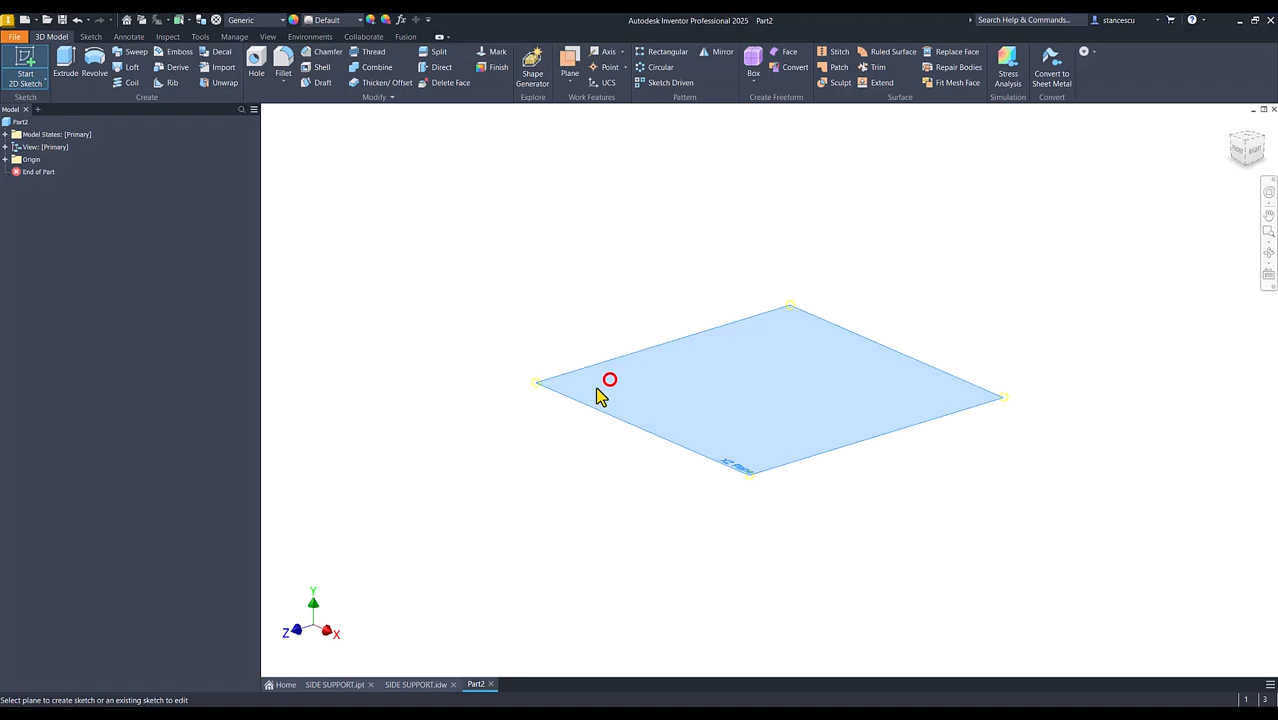 Generic Default Autodesk Inventor Professional 2025 Part2 Search Help & Commands... stancescu
File 3D Model Sketch Annotate Inspect Tools Manage View Environments Collaborate Fusion
Start 2D Sketch Extrude Revolve Sweep Emboss Decal Hole Fillet Chamfer Thread Split Mark Shape Generator Plane Axis Rectangular Mirror Box Face Stitch Ruled Surface Replace Face Stress Analysis Convert to Sheet Metal
Loft Derive Import Shell Combine Direct Finish Point Circular Convert Patch Trim Repair Bodies
Coil Rib Unwrap Draft Thicken/ Offset Delete Face UCS Sketch Driven Sculpt Extend Fit Mesh Face
Sketch Create Modify Explore Work Features Pattern Create Freeform Surface Simulation Convert
Model
Part2
Model States: [Primary]
View: [Primary]
Origin
End of Part
FRONT RIGHT
XZ Plane
Y
Z X
Home SIDE SUPPORT.ipt SIDE SUPPORT.idw Part2
Select plane to create sketch or an existing sketch to edit 1 3